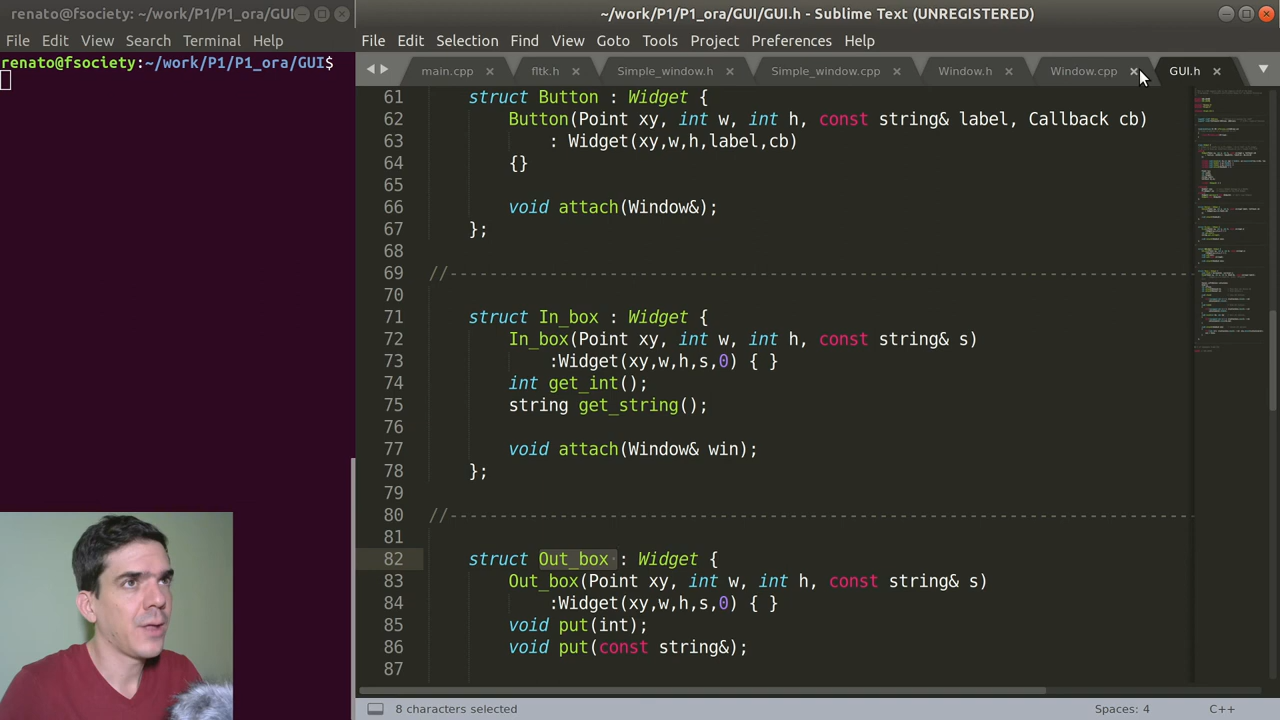 renato@fsociety: ~/work/P1/P1_ora/GUI
File Edit View Search Terminal Help
renato@fsociety:~/work/P1/P1_ora/GUI$
~/work/P1/P1_ora/GUI/GUI.h - Sublime Text (UNREGISTERED)
File Edit Selection Find View Goto Tools Project Preferences Help
main.cpp fltk.h Simple_window.h Simple_window.cpp Window.h Window.cpp GUI.h
61 struct Button : Widget {
62 Button(Point xy, int w, int h, const string& label, Callback cb)
63 : Widget(xy,w,h,label,cb)
64 {}
65
66 void attach(Window&);
67 };
68
69 //--------------------------------------------------------------------------
70
71 struct In_box : Widget {
72 In_box(Point xy, int w, int h, const string& s)
73 :Widget(xy,w,h,s,0) { }
74 int get_int();
75 string get_string();
76
77 void attach(Window& win);
78 };
79
80 //--------------------------------------------------------------------------
81
82 struct Out_box : Widget {
83 Out_box(Point xy, int w, int h, const string& s)
84 :Widget(xy,w,h,s,0) { }
85 void put(int);
86 void put(const string&);
87
8 characters selected
Spaces: 4
C++